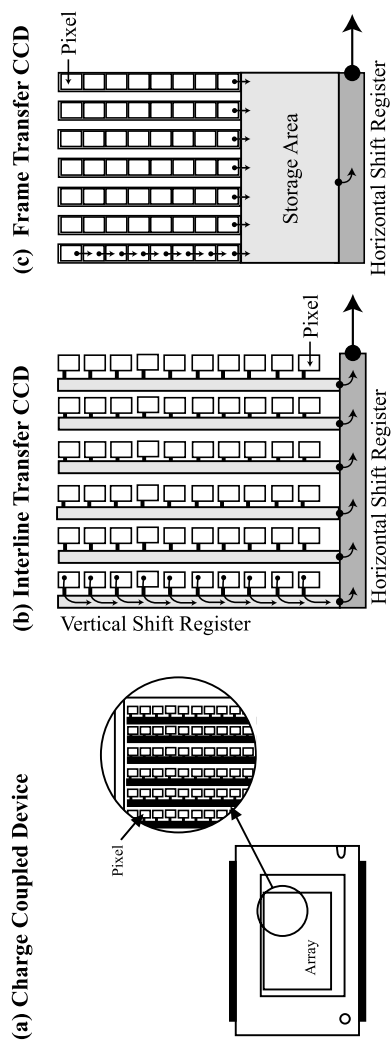 (a) Charge Coupled Device
Pixel
Array
(b) Interline Transfer CCD
Vertical Shift Register
Pixel
Horizontal Shift Register
(c) Frame Transfer CCD
Pixel
Storage Area
Horizontal Shift Register